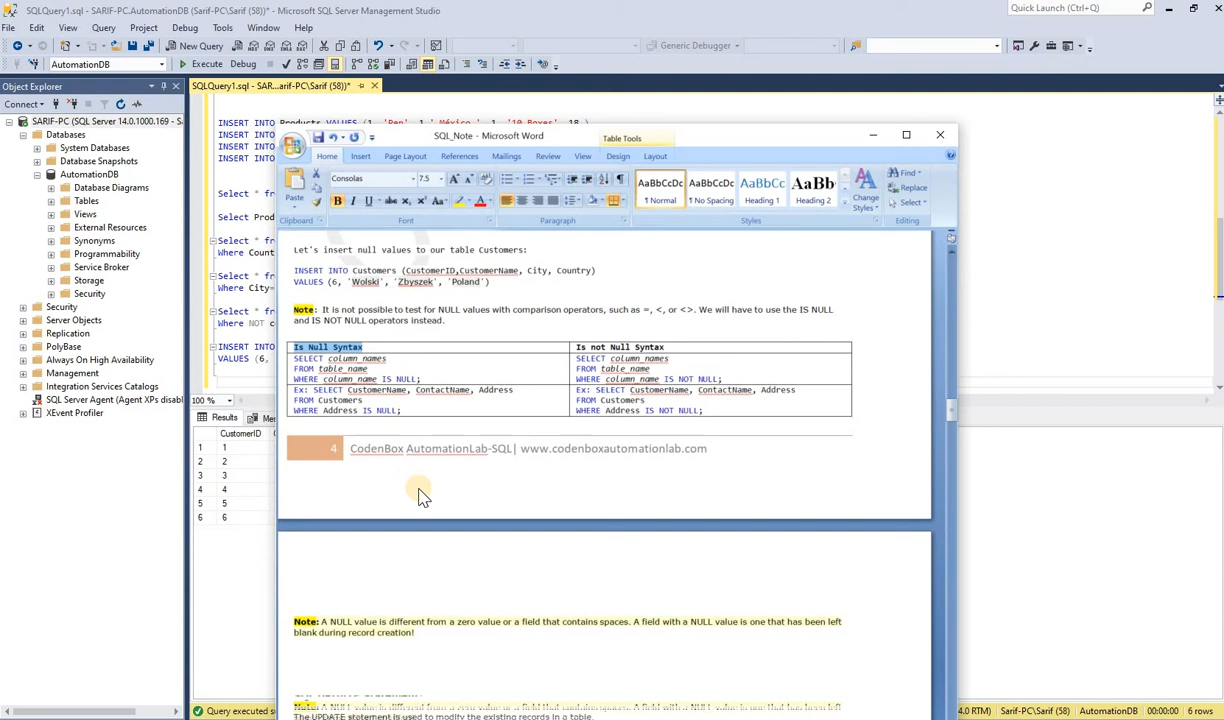 SQLQuery1.sql - SARIF-PC.AutomationDB (SARIF-PC\Sarif (58))* - Microsoft SQL Server Management Studio
Quick Launch (Ctrl+Q)
File Edit View Query Project Debug Tools Window Help
New Query
Generic Debugger
AutomationDB
Execute Debug
Object Explorer
SQLQuery1.sql - SAR...arif-PC\Sarif (58))*
Connect
SARIF-PC (SQL Server 14.0.1000.169 - SA
Databases
System Databases
Database Snapshots
AutomationDB
Database Diagrams
Tables
Views
External Resources
Synonyms
Programmability
Service Broker
Storage
Security
Security
Server Objects
Replication
PolyBase
Always On High Availability
Management
Integration Services Catalogs
SQL Server Agent (Agent XPs disabl
XEvent Profiler
INSERT INTO Products VALUES (1, 'Pen', 1,' México ', 1, '10 Boxes', 18 )
INSERT INTO
INSERT INTO
INSERT INTO
Select * fr
Select Prod
Select * fr
Where Count
Select * fr
Where City=
Select * fr
Where NOT c
INSERT INTO
VALUES (6,
100 %
Results
Mes
CustomerID
1 1
2 2
3 3
4 4
5 5
6 6
SQL_Note - Microsoft Word
Table Tools
Home Insert Page Layout References Mailings Review View Design Layout
Paste
Clipboard
Consolas
7.5
Font
Paragraph
AaBbCcDc AaBbCcDc AaBbCc AaBb
¶ Normal ¶ No Spacing Heading 1 Heading 2
Change
Styles
Styles
Find
Replace
Select
Editing
Let's insert null values to our table Customers:
INSERT INTO Customers (CustomerID,CustomerName, City, Country)
VALUES (6, 'Wolski', 'Zbyszek', 'Poland')
Note: It is not possible to test for NULL values with comparison operators, such as =, <, or <>. We will have to use the IS NULL
and IS NOT NULL operators instead.
Is Null Syntax
SELECT column_names
FROM table_name
WHERE column_name IS NULL;
Ex: SELECT CustomerName, ContactName, Address
FROM Customers
WHERE Address IS NULL;
Is not Null Syntax
SELECT column_names
FROM table_name
WHERE column_name IS NOT NULL;
Ex: SELECT CustomerName, ContactName, Address
FROM Customers
WHERE Address IS NOT NULL;
4 CodenBox AutomationLab-SQL| www.codenboxautomationlab.com
Note: A NULL value is different from a zero value or a field that contains spaces. A field with a NULL value is one that has been left
blank during record creation!
The UPDATE statement is used to modify the existing records in a table.
Query executed su
4.0 RTM) Sarif-PC\Sarif (58) AutomationDB 00:00:00 6 rows